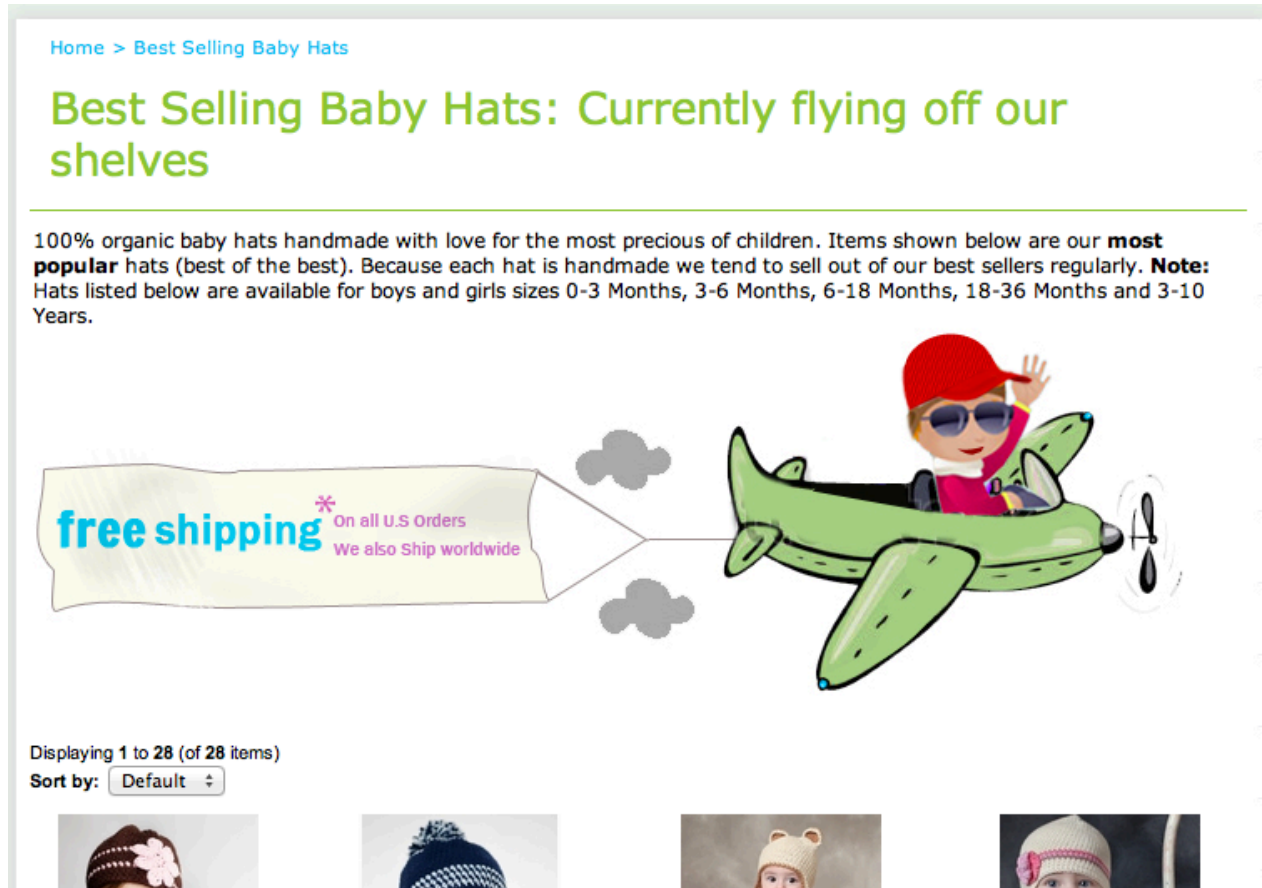 Home > Best Selling Baby Hats
Best Selling Baby Hats: Currently flying off our
shelves
100% organic baby hats handmade with love for the most precious of children. Items shown below are our most
popular hats (best of the best). Because each hat is handmade we tend to sell out of our best sellers regularly. Note:
Hats listed below are available for boys and girls sizes 0-3 Months, 3-6 Months, 6-18 Months, 18-36 Months and 3-10
Years.
free shipping*
On all U.S Orders
We also Ship worldwide
Displaying 1 to 28 (of 28 items)
Sort by: Default